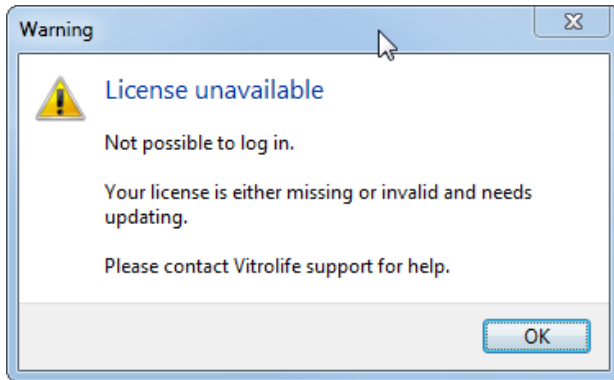 Warning
License unavailable
Not possible to log in.
Your license is either missing or invalid and needs
updating.
Please contact Vitrolife support for help.
OK